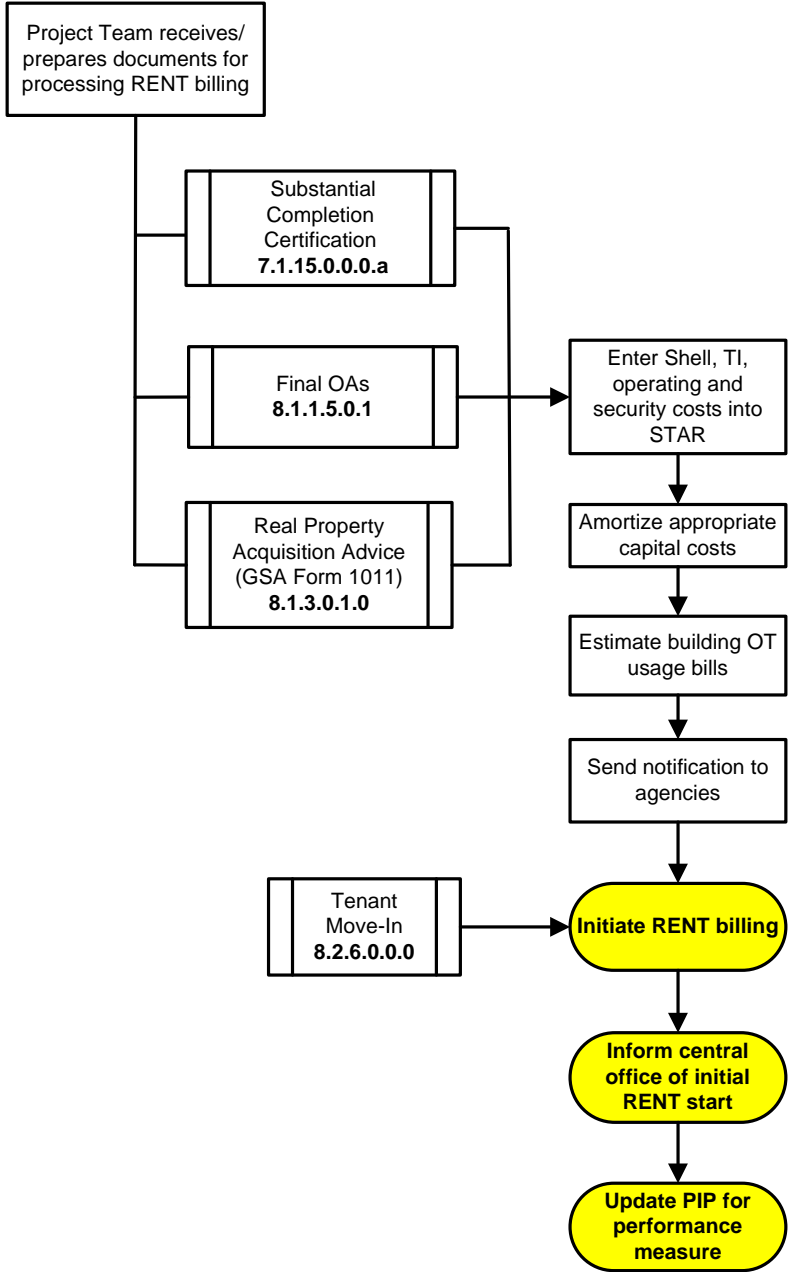 Project Team receives/
prepares documents for
processing RENT billing
Substantial
Completion
Certification
7.1.15.0.0.0.a
Final OAs
8.1.1.5.0.1
Real Property
Acquisition Advice
(GSA Form 1011)
8.1.3.0.1.0
Enter Shell, TI,
operating and
security costs into
STAR
Amortize appropriate
capital costs
Estimate building OT
usage bills
Send notification to
agencies
Tenant
Move-In
8.2.6.0.0.0
Initiate RENT billing
Inform central
office of initial
RENT start
Update PIP for
performance
measure